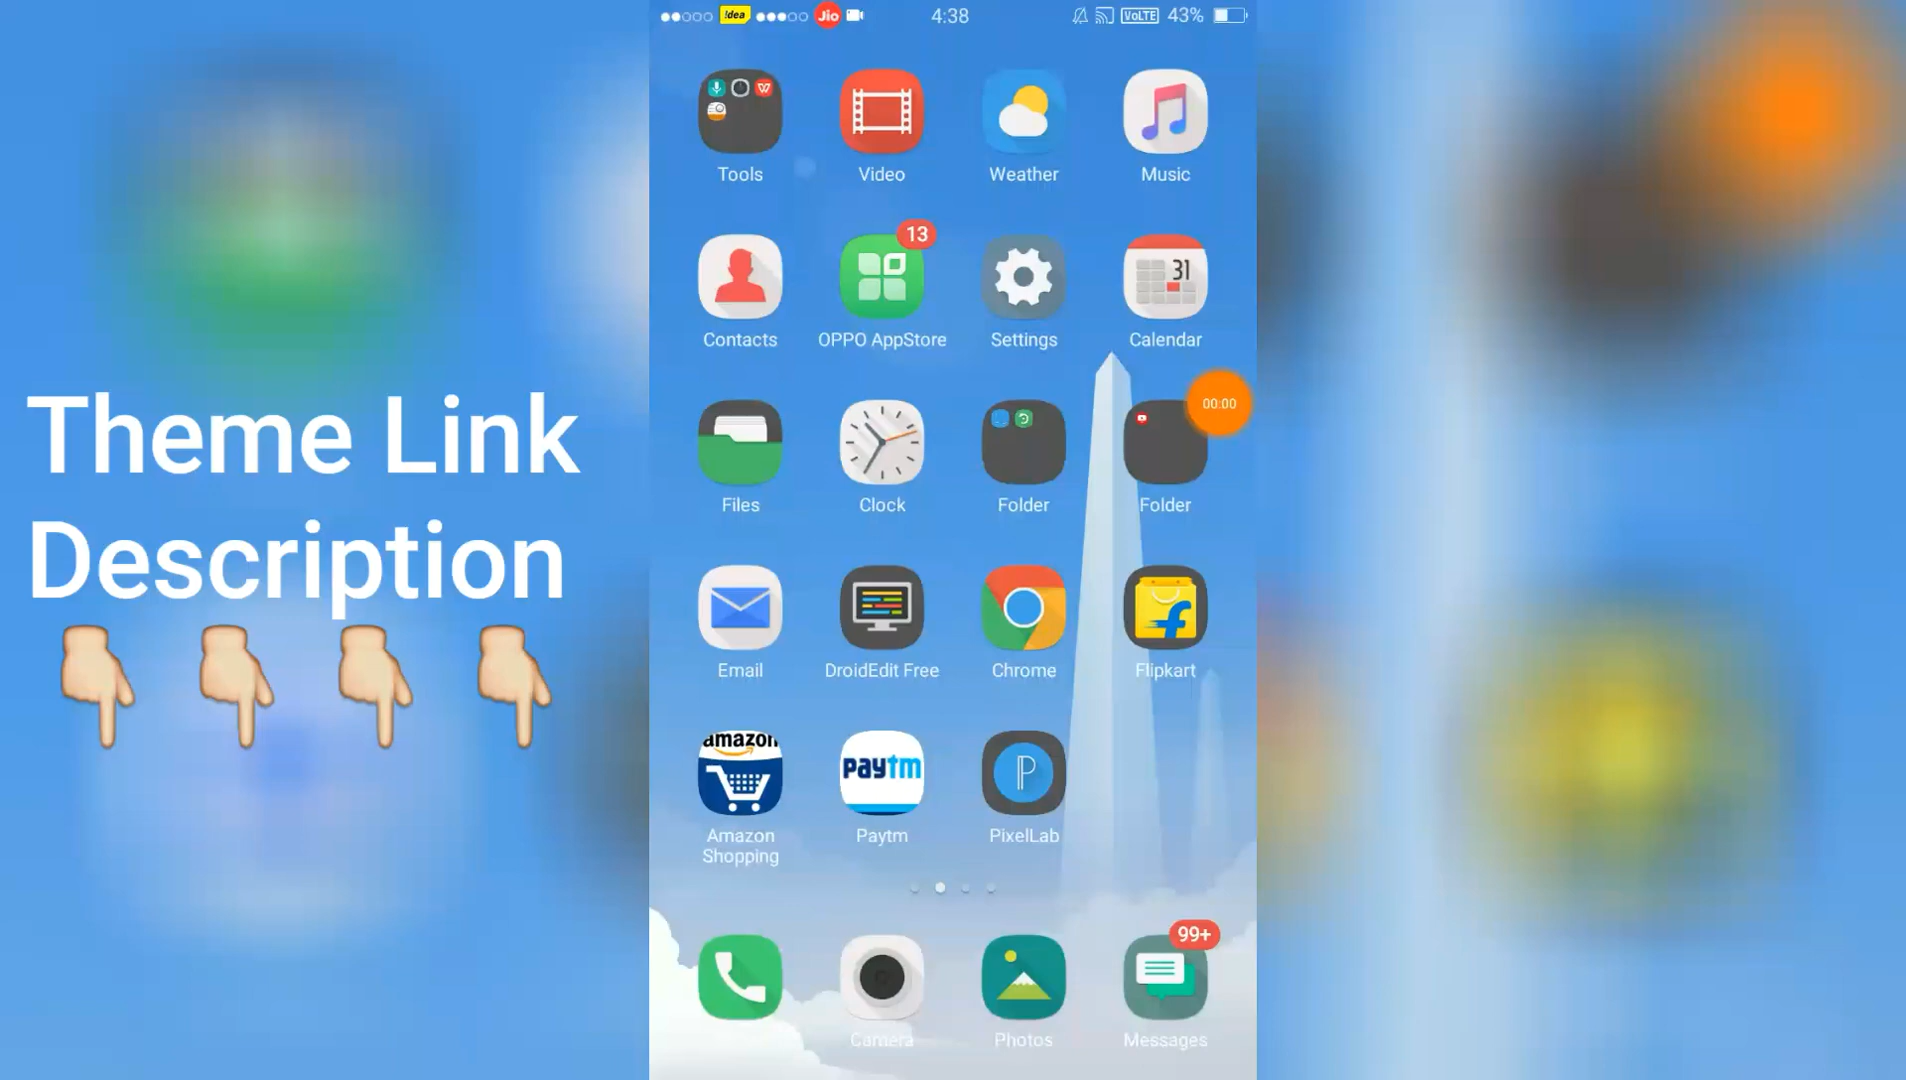 !dea Jio 4:38 VoLTE 43%
Tools Video Weather Music
13
31
Contacts OPPO AppStore Settings Calendar
00:00
Files Clock Folder Folder
Theme Link
Description
Email DroidEdit Free Chrome Flipkart
amazon
paytm
P
Amazon
Shopping
Paytm PixelLab
99+
Camera Photos Messages